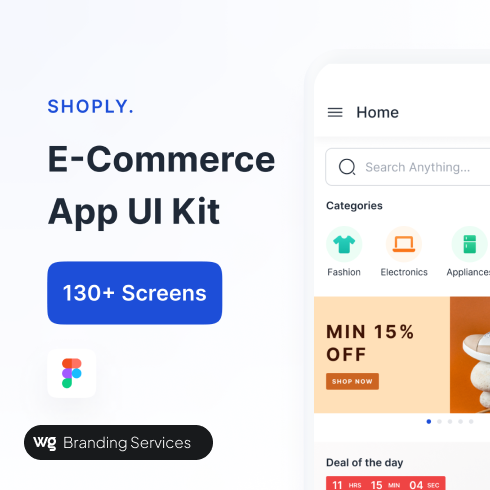 SHOPLY.
E-Commerce
App UI Kit
130+ Screens
wg Branding Services
Home
Search Anything...
Categories
Fashion Electronics Appliances
MIN 15%
OFF
SHOP NOW
Deal of the day
11 HRS 15 MIN 04 SEC